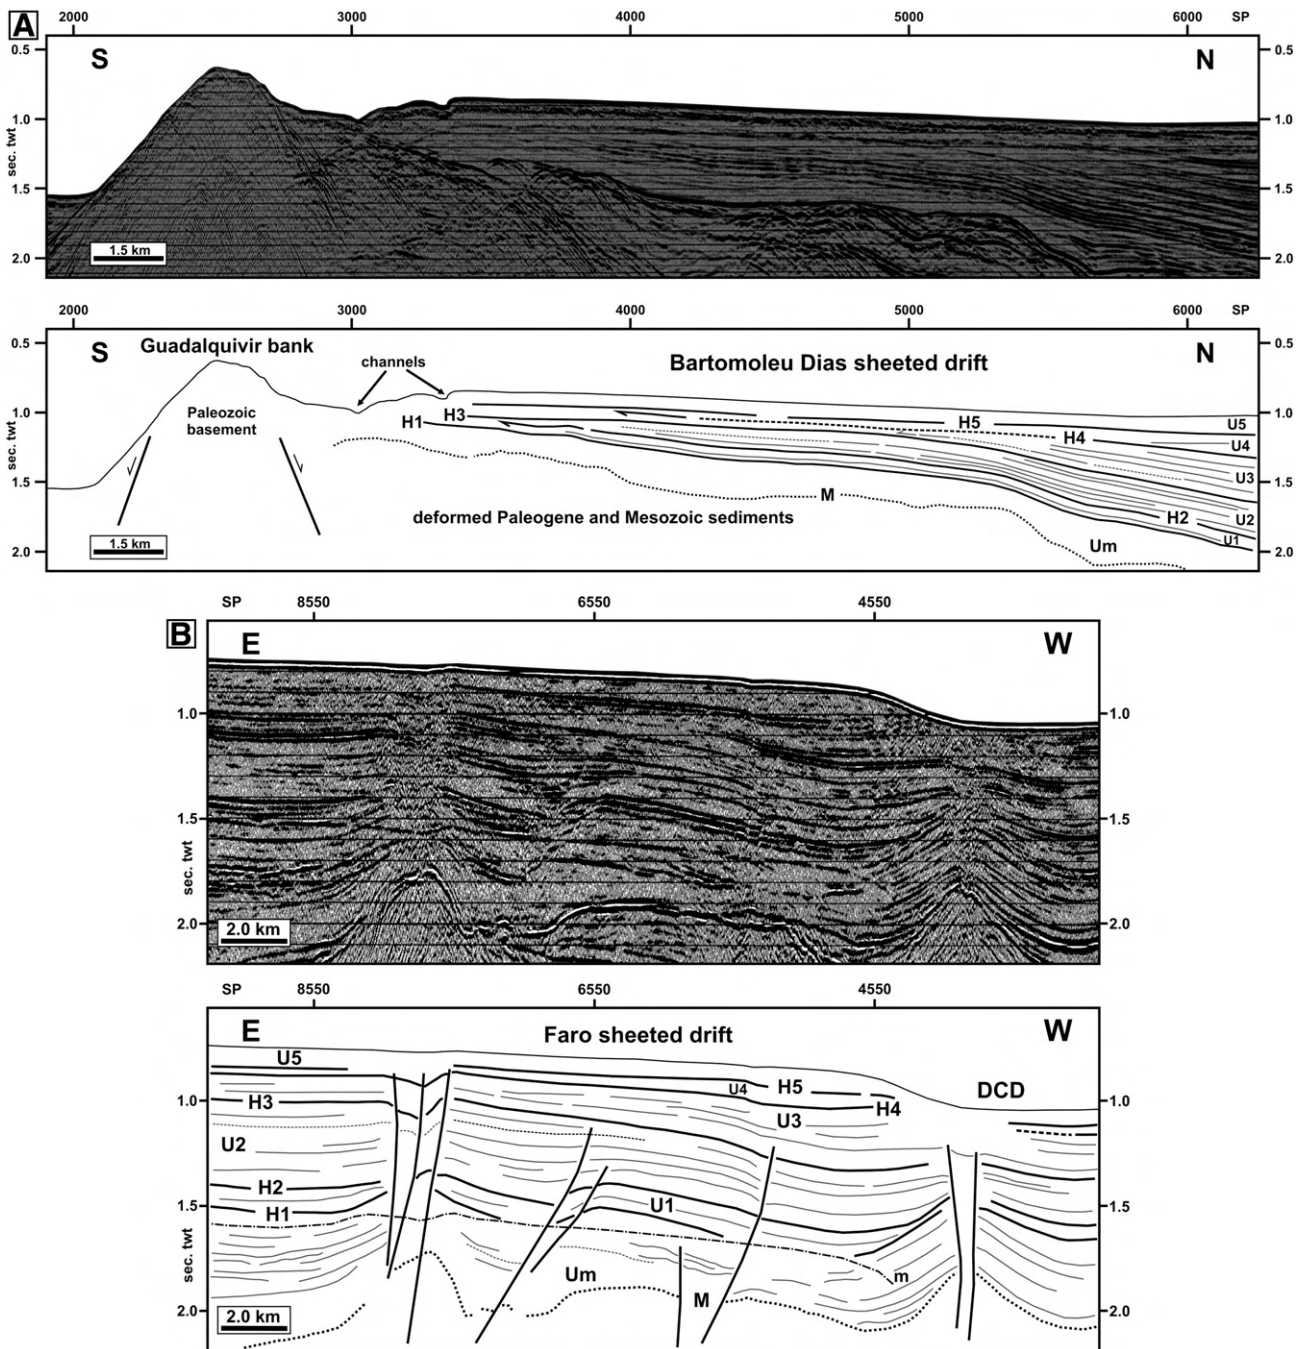 A
2000 3000 4000 5000 6000 SP
S N
0.5 0.5
1.0 1.0
1.5 1.5
2.0 2.0
sec. twt
1.5 km
2000 3000 4000 5000 6000 SP
S N
0.5 0.5
1.0 1.0
1.5 1.5
2.0 2.0
sec. twt
Guadalquivir bank
channels
Bartomoleu Dias sheeted drift
Paleozoic
basement
H1 H3 H5 H4 U5
U4
U3
M
H2 U2
U1
deformed Paleogene and Mesozoic sediments
Um
1.5 km
B
SP 8550 6550 4550
E W
1.0 1.0
1.5 1.5
2.0 2.0
sec. twt
2.0 km
SP 8550 6550 4550
E Faro sheeted drift W
U5
U4 H5 DCD
1.0 H3 H4 1.0
U3
U2
H2
U1
1.5 H1 1.5
sec. twt
Um m
M
2.0 2.0
2.0 km